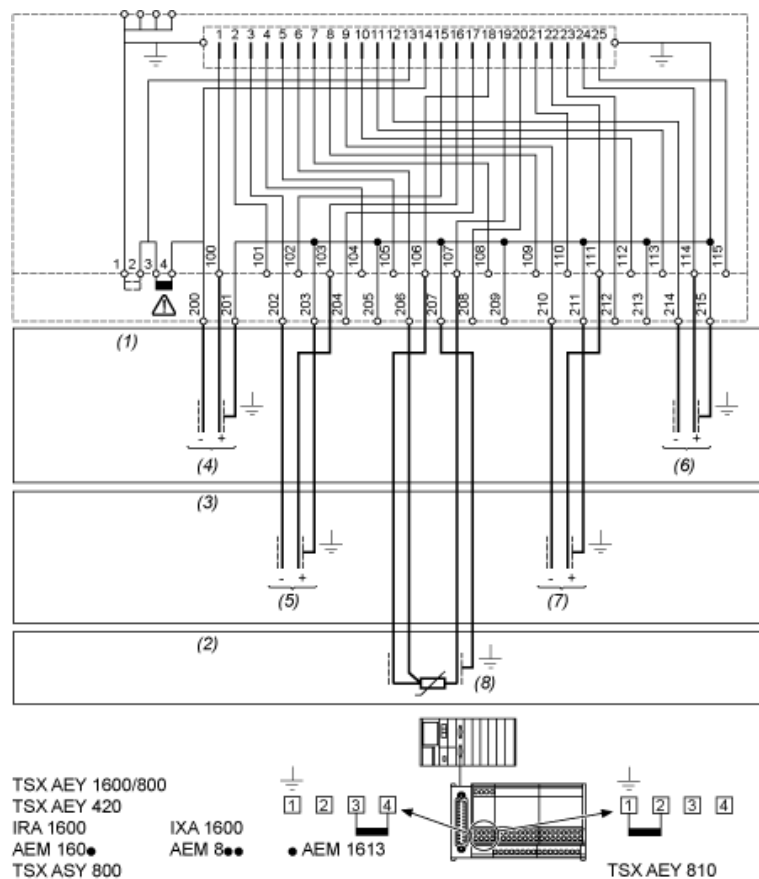 1 2 3 4 5 6 7 8 9 10 11 12 13 14 15 16 17 18 19 20 21 22 23 24 25
1 2 3 4 100 101 102 103 104 105 106 107 108 109 110 111 112 113 114 115
200 201 202 203 204 205 206 207 208 209 210 211 212 213 214 215
(1)
- + - +
(4) (6)
(3)
- + - +
(5) (7)
(2)
(8)
TSX AEY 1600/800
TSX AEY 420
IRA 1600 IXA 1600
AEM 160● AEM 8●● ● AEM 1613
TSX ASY 800
1 2 3 4
1 2 3 4
TSX AEY 810